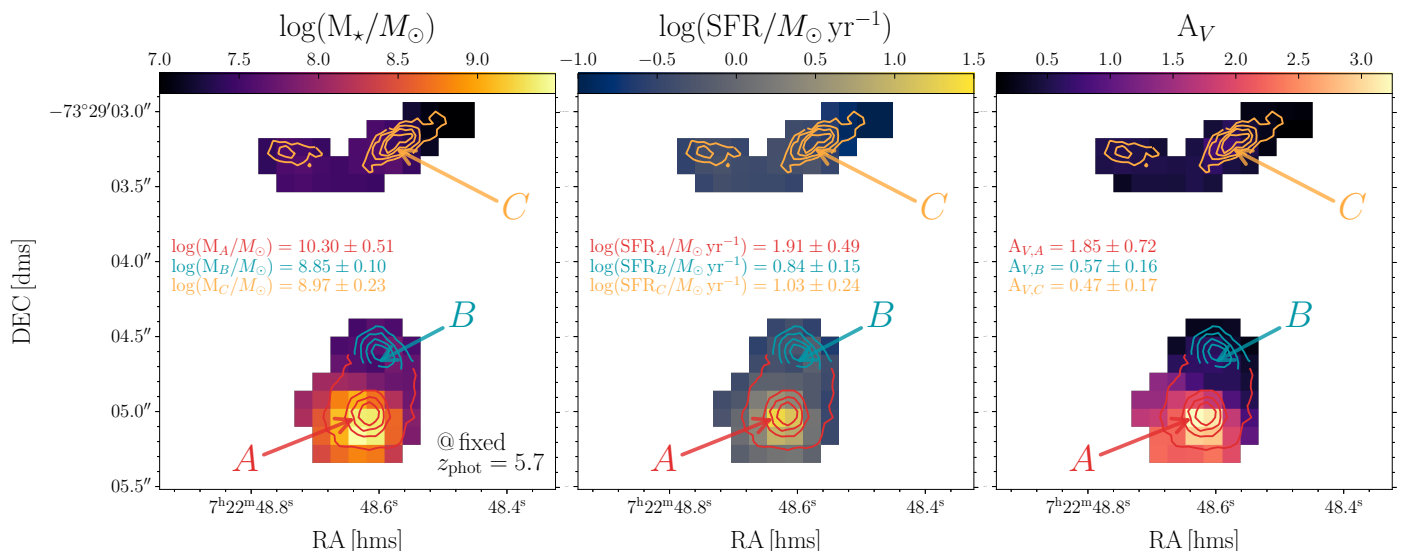 log(M⋆/M⊙)
log(SFR/M⊙ yr⁻¹)
A_V
7.0 7.5 8.0 8.5 9.0
−1.0 −0.5 0.0 0.5 1.0 1.5
0.5 1.0 1.5 2.0 2.5 3.0
−73°29′03.0″
03.5″
04.0″
04.5″
05.0″
05.5″
DEC [dms]
C
log(M_A/M⊙) = 10.30 ± 0.51
log(M_B/M⊙) = 8.85 ± 0.10
log(M_C/M⊙) = 8.97 ± 0.23
B
A
@ fixed
z_phot = 5.7
C
log(SFR_A/M⊙ yr⁻¹) = 1.91 ± 0.49
log(SFR_B/M⊙ yr⁻¹) = 0.84 ± 0.15
log(SFR_C/M⊙ yr⁻¹) = 1.03 ± 0.24
B
A
C
A_V,A = 1.85 ± 0.72
A_V,B = 0.57 ± 0.16
A_V,C = 0.47 ± 0.17
B
A
7ʰ22ᵐ48.8ˢ 48.6ˢ 48.4ˢ
7ʰ22ᵐ48.8ˢ 48.6ˢ 48.4ˢ
7ʰ22ᵐ48.8ˢ 48.6ˢ 48.4ˢ
RA [hms]
RA [hms]
RA [hms]